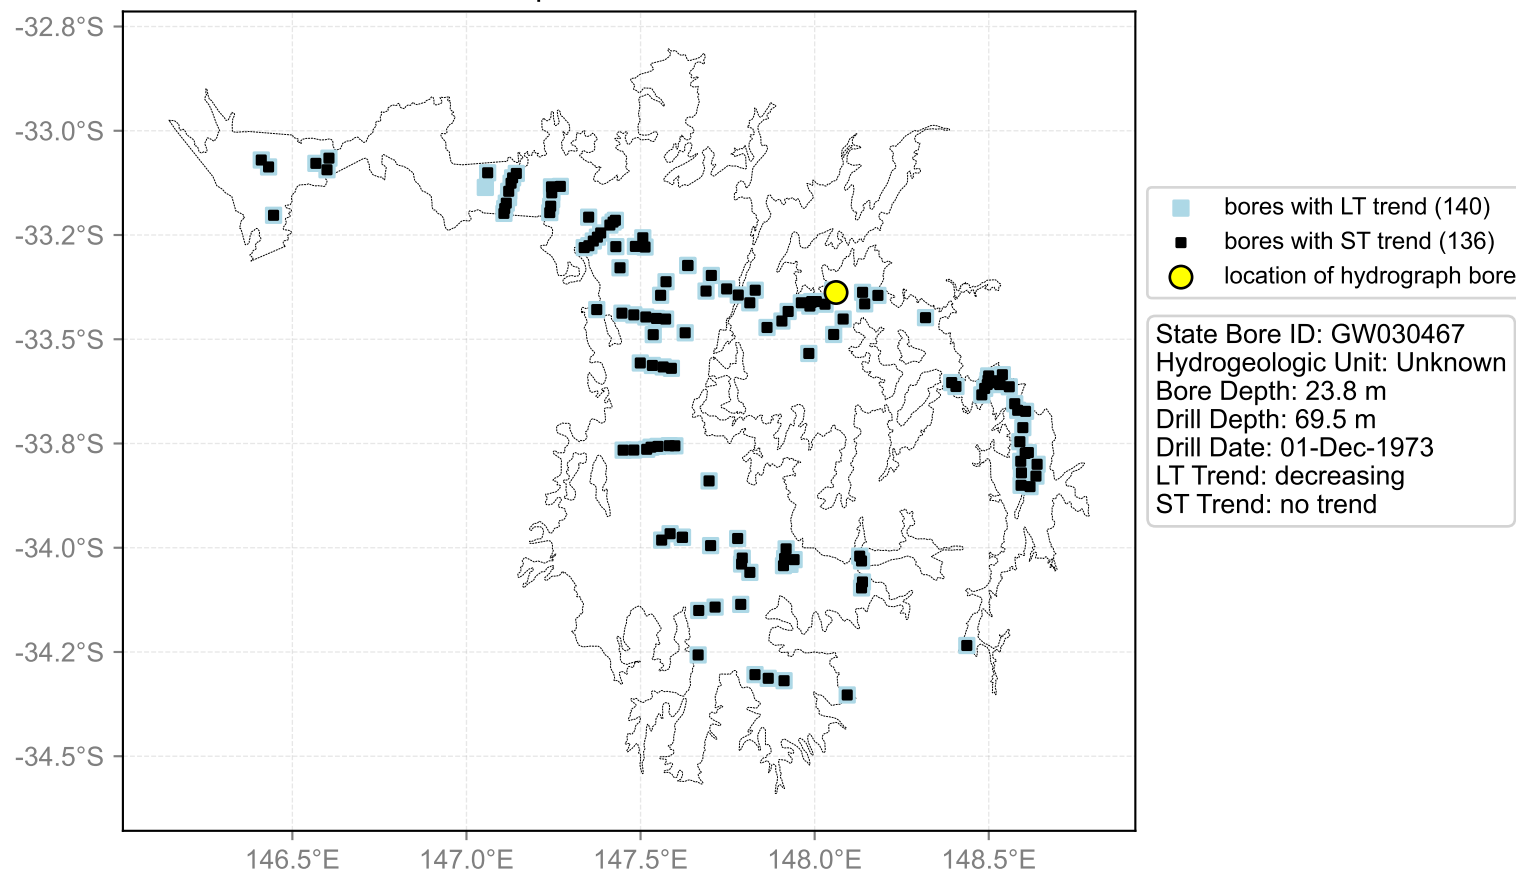 -32.8°S
-33.0°S
-33.2°S
-33.5°S
-33.8°S
-34.0°S
-34.2°S
-34.5°S
146.5°E
147.0°E
147.5°E
148.0°E
148.5°E
bores with LT trend (140)
bores with ST trend (136)
location of hydrograph bore
State Bore ID: GW030467
Hydrogeologic Unit: Unknown
Bore Depth: 23.8 m
Drill Depth: 69.5 m
Drill Date: 01-Dec-1973
LT Trend: decreasing
ST Trend: no trend